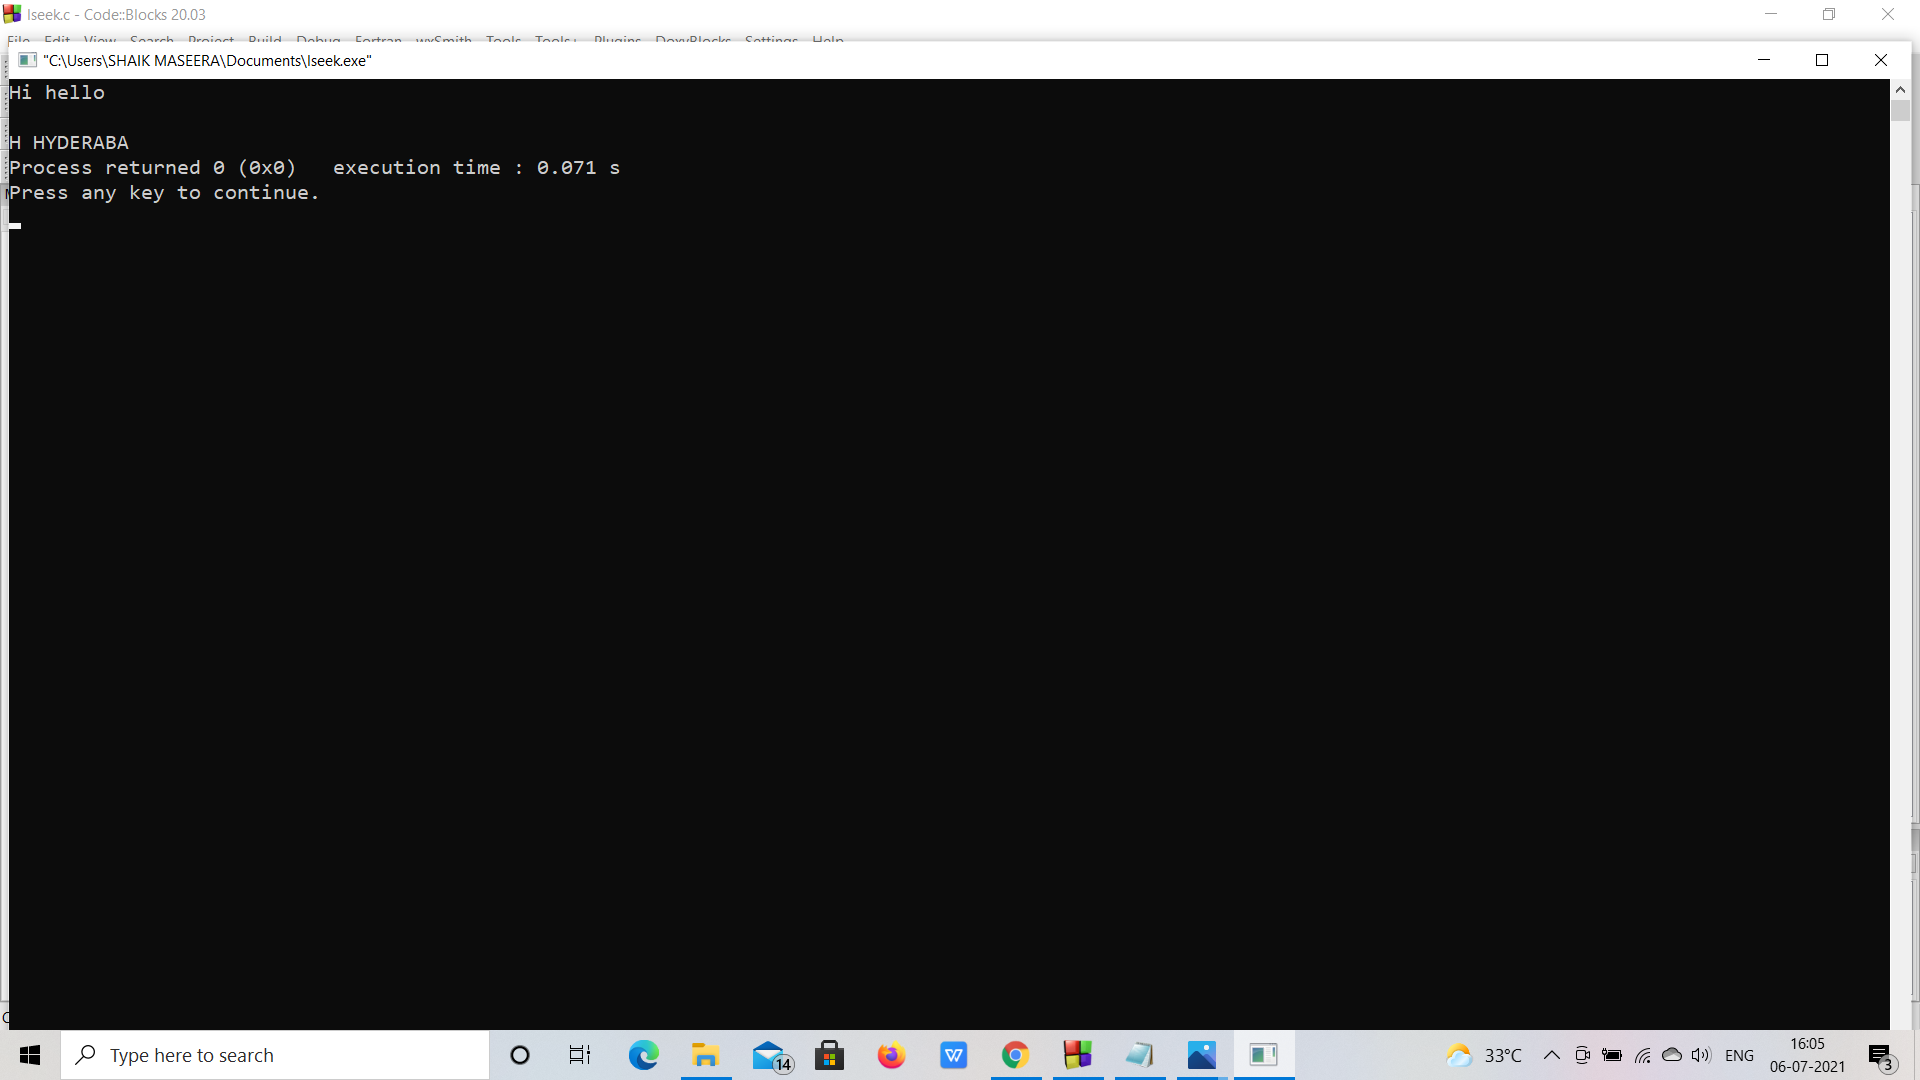 lseek.c - Code::Blocks 20.03
File Edit View Search Project Build Debug Fortran wxSmith Tools Tools+ Plugins DoxyBlocks Settings Help
"C:\Users\SHAIK MASEERA\Documents\lseek.exe"
Hi hello
H HYDERABA
Process returned 0 (0x0)   execution time : 0.071 s
Press any key to continue.
Type here to search
14
W
33°C
ENG
16:05
06-07-2021
3